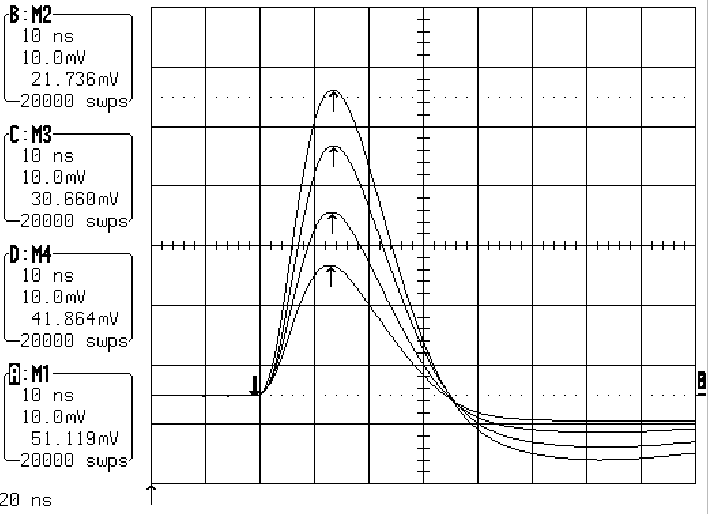 B:M2
10 ns
10.0mV
21.736mV
20000 swps
C:M3
10 ns
10.0mV
30.660mV
20000 swps
D:M4
10 ns
10.0mV
41.864mV
20000 swps
A:M1
10 ns
10.0mV
51.119mV
20000 swps
20 ns